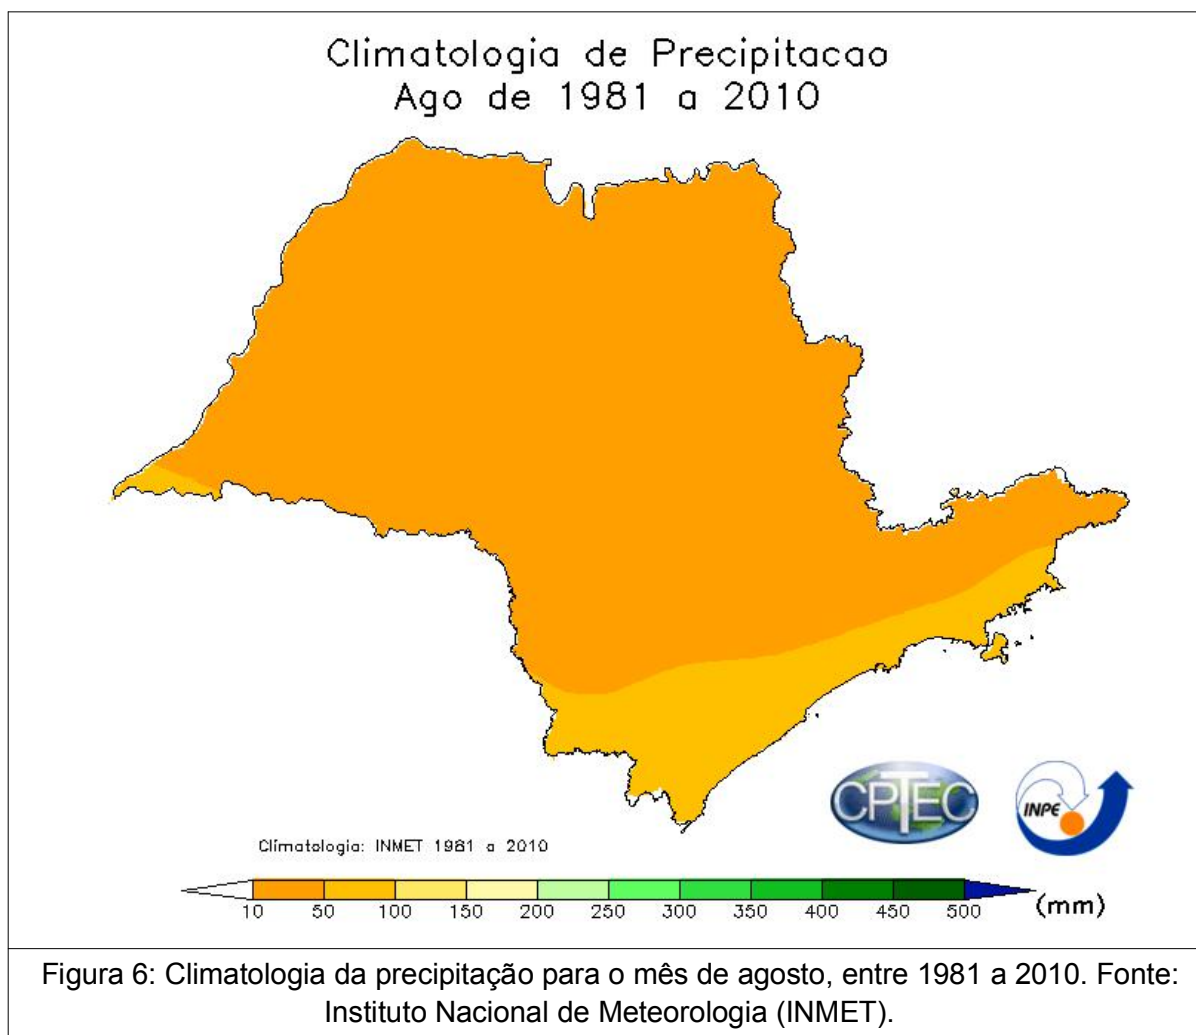 Climatologia de Precipitacao
Ago de 1981 a 2010
CPTEC
INPE
Climatologia: INMET 1981 a 2010
10 50 100 150 200 250 300 350 400 450 500 (mm)
Figura 6: Climatologia da precipitação para o mês de agosto, entre 1981 a 2010. Fonte:
Instituto Nacional de Meteorologia (INMET).